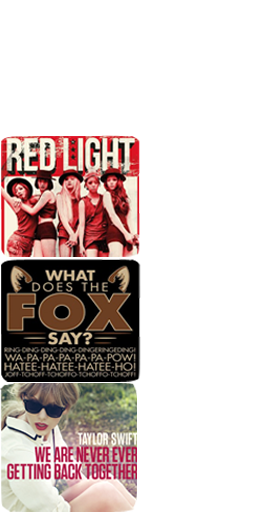 RED LIGHT
WHAT
DOES THE
FOX
SAY?
RING-DING-DING-DING-DINGERINGEDING!
WA-PA-PA-PA-PA-PA-POW!
HATEE-HATEE-HATEE-HO!
JOFF-TCHOFF-TCHOFFO-TCHOFFO-TCHOFF!
TAYLOR SWIFT
WE ARE NEVER EVER
GETTING BACK TOGETHER